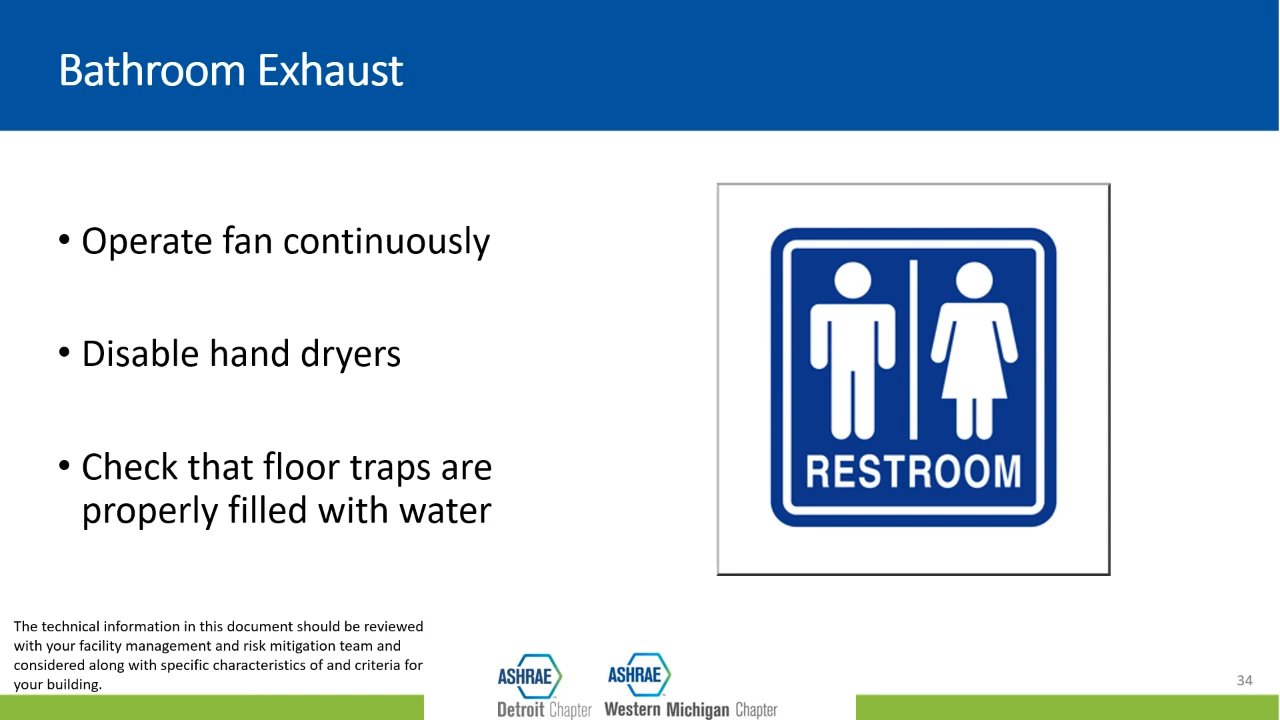 Bathroom Exhaust
• Operate fan continuously
• Disable hand dryers
• Check that floor traps are
properly filled with water
RESTROOM
The technical information in this document should be reviewed
with your facility management and risk mitigation team and
considered along with specific characteristics of and criteria for
your building.
ASHRAE
Detroit Chapter
ASHRAE
Western Michigan Chapter
34